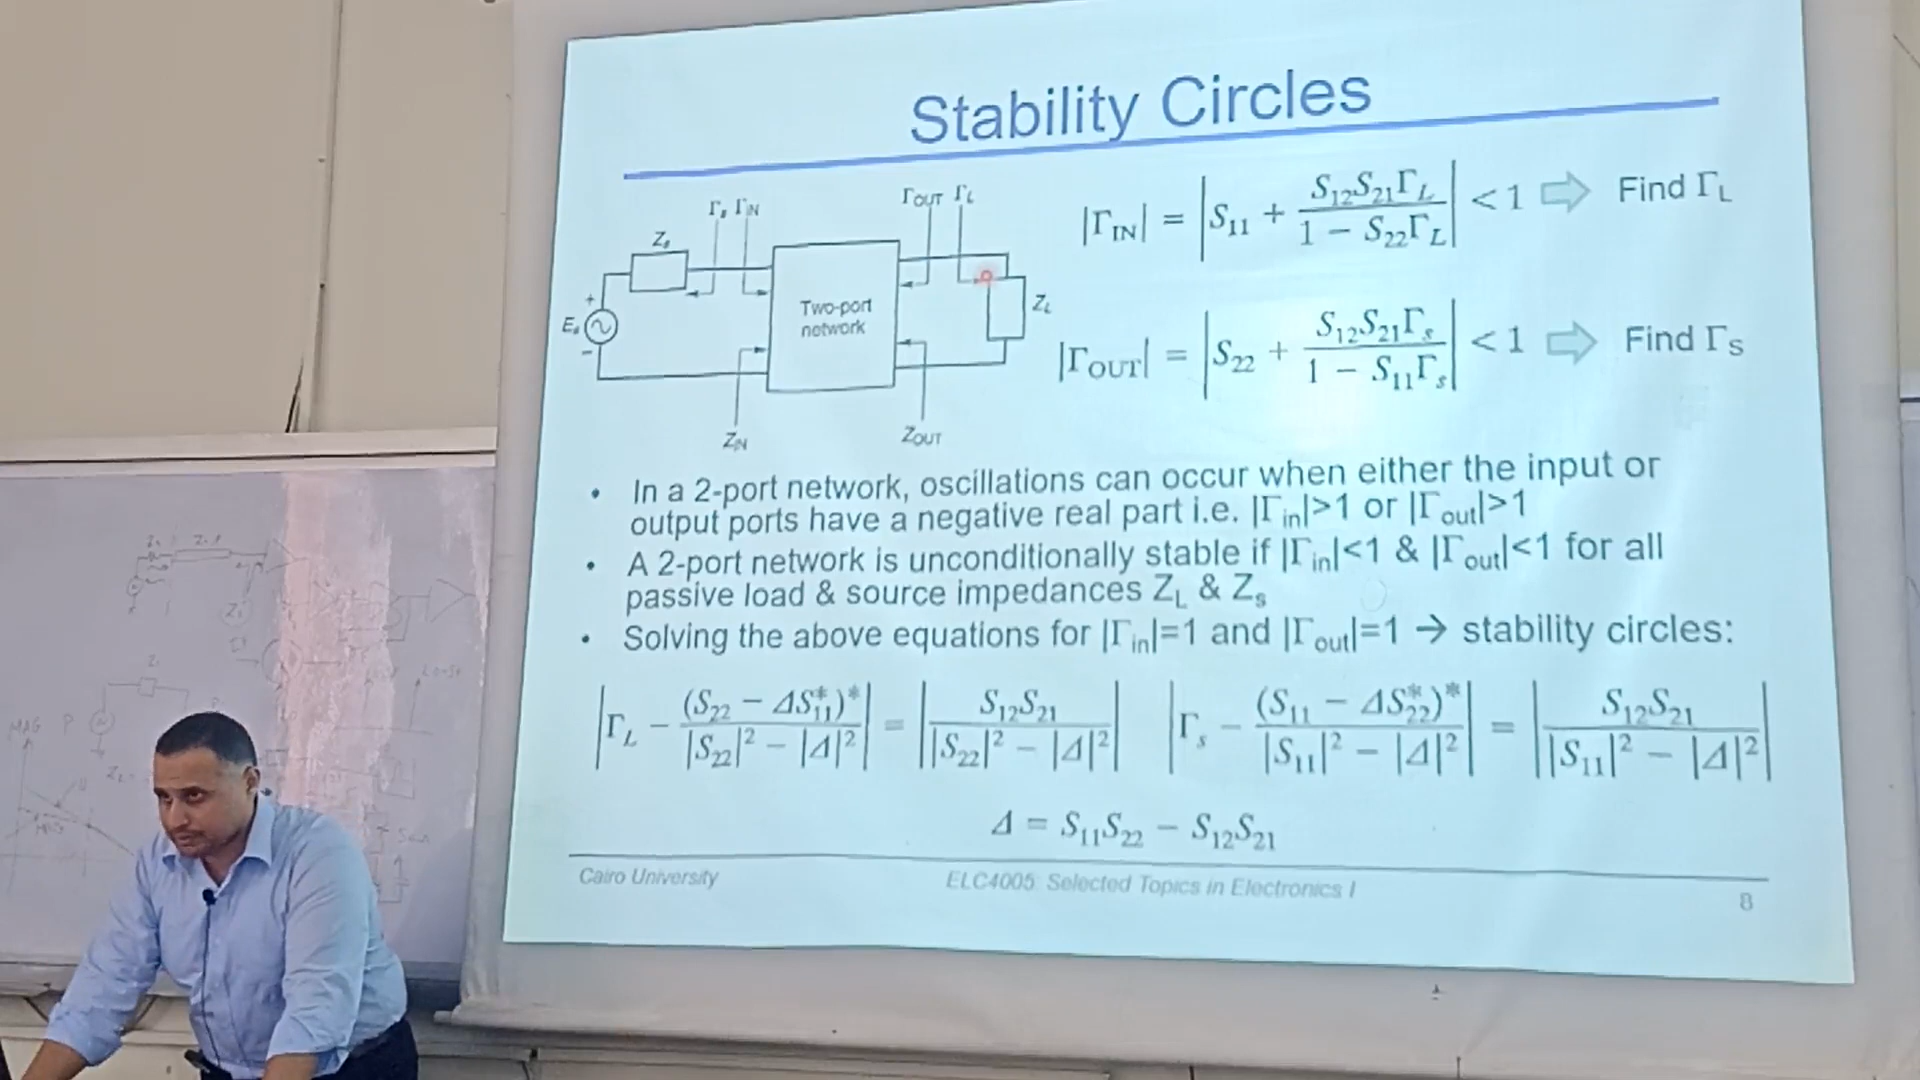 Stability Circles
Γs ΓIN
ΓOUT ΓL
Zs
Es
+
−
Two-port
network
ZL
ZIN
ZOUT
|ΓIN| = |S11 + S12S21ΓL / (1 − S22ΓL)| < 1 ⇨ Find ΓL
|ΓOUT| = |S22 + S12S21Γs / (1 − S11Γs)| < 1 ⇨ Find ΓS
• In a 2-port network, oscillations can occur when either the input or
output ports have a negative real part i.e. |Γin|>1 or |Γout|>1
• A 2-port network is unconditionally stable if |Γin|<1 & |Γout|<1 for all
passive load & source impedances ZL & Zs
• Solving the above equations for |Γin|=1 and |Γout|=1 → stability circles:
|ΓL − (S22 − ΔS11*)* / (|S22|² − |Δ|²)| = |S12S21 / (|S22|² − |Δ|²)| |Γs − (S11 − ΔS22*)* / (|S11|² − |Δ|²)| = |S12S21 / (|S11|² − |Δ|²)|
Δ = S11S22 − S12S21
Cairo University
ELC4005: Selected Topics in Electronics I
8
MAG
P